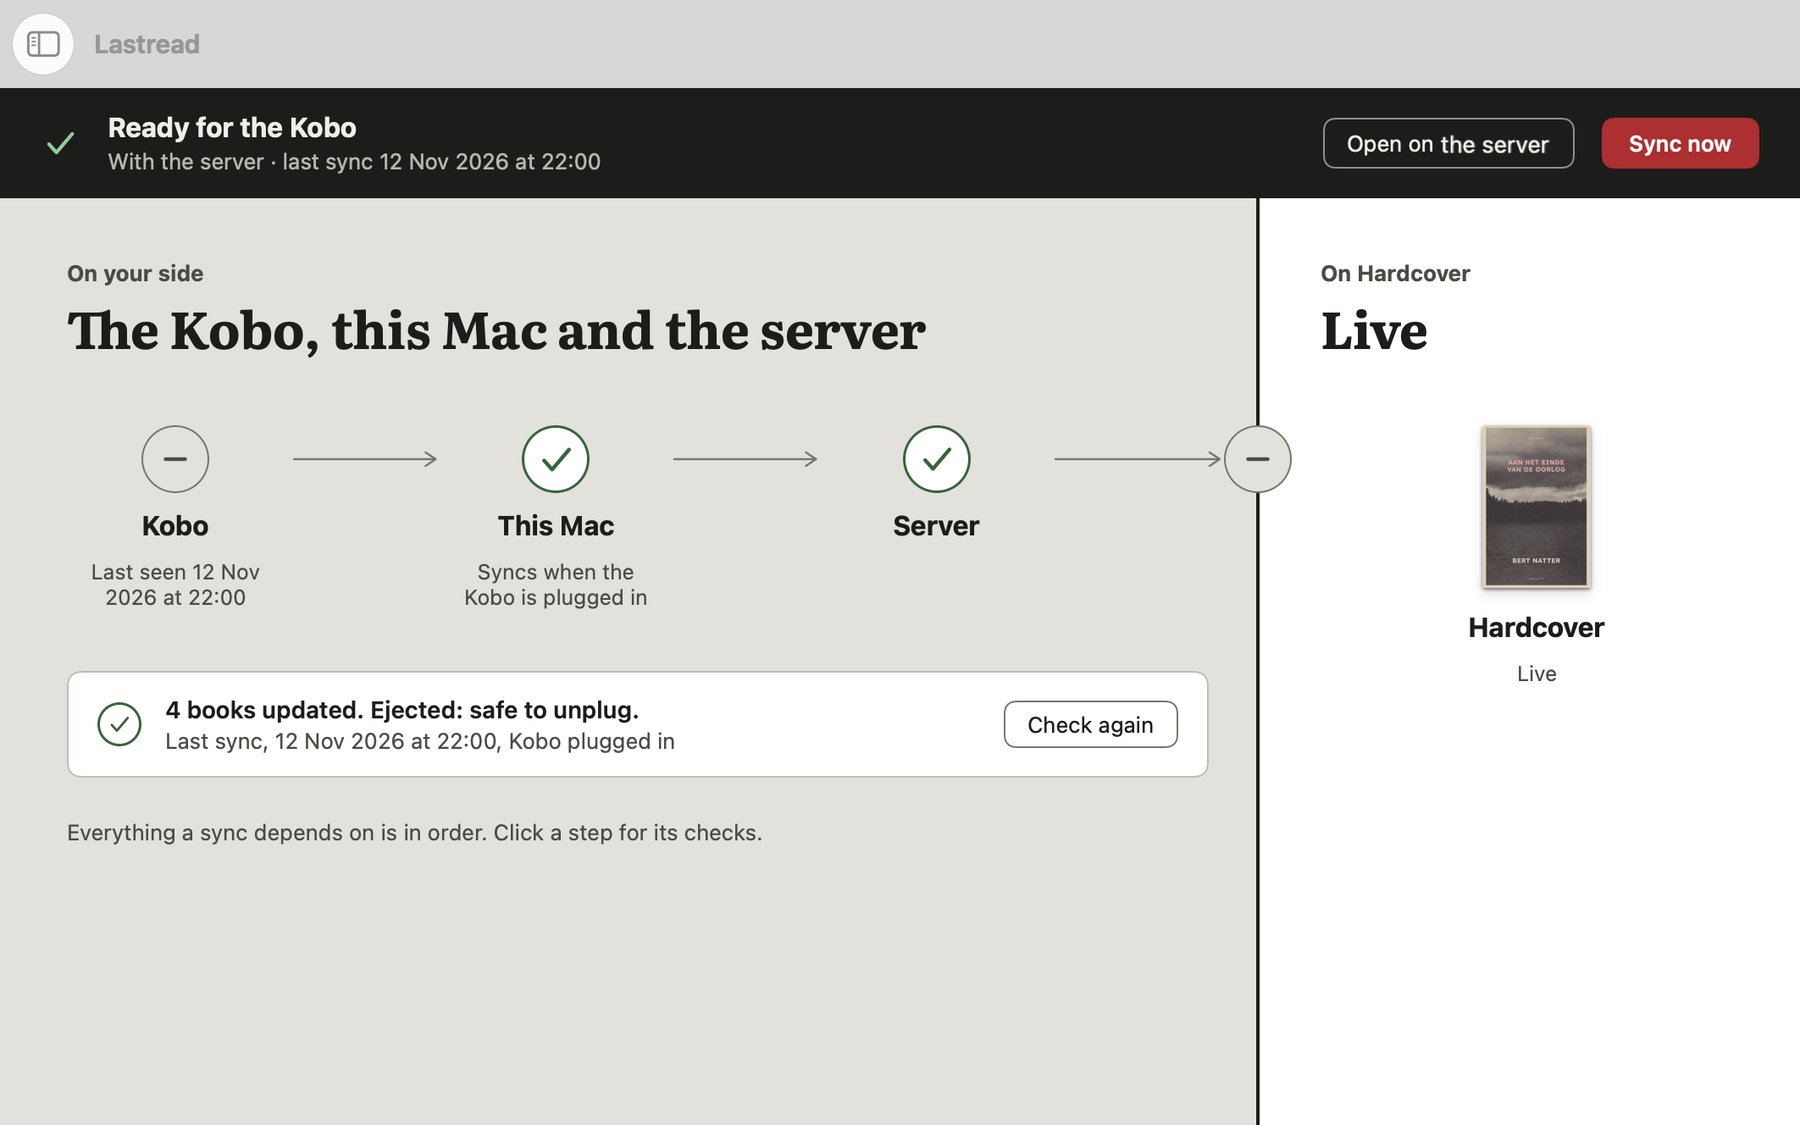 Lastread
Ready for the Kobo
With the server · last sync 12 Nov 2026 at 22:00
Open on the server
Sync now
On your side
The Kobo, this Mac and the server
Kobo
Last seen 12 Nov
2026 at 22:00
This Mac
Syncs when the
Kobo is plugged in
Server
4 books updated. Ejected: safe to unplug.
Last sync, 12 Nov 2026 at 22:00, Kobo plugged in
Check again
Everything a sync depends on is in order. Click a step for its checks.
On Hardcover
Live
AAN HET EINDE
VAN DE OORLOG
BERT NATTER
Hardcover
Live